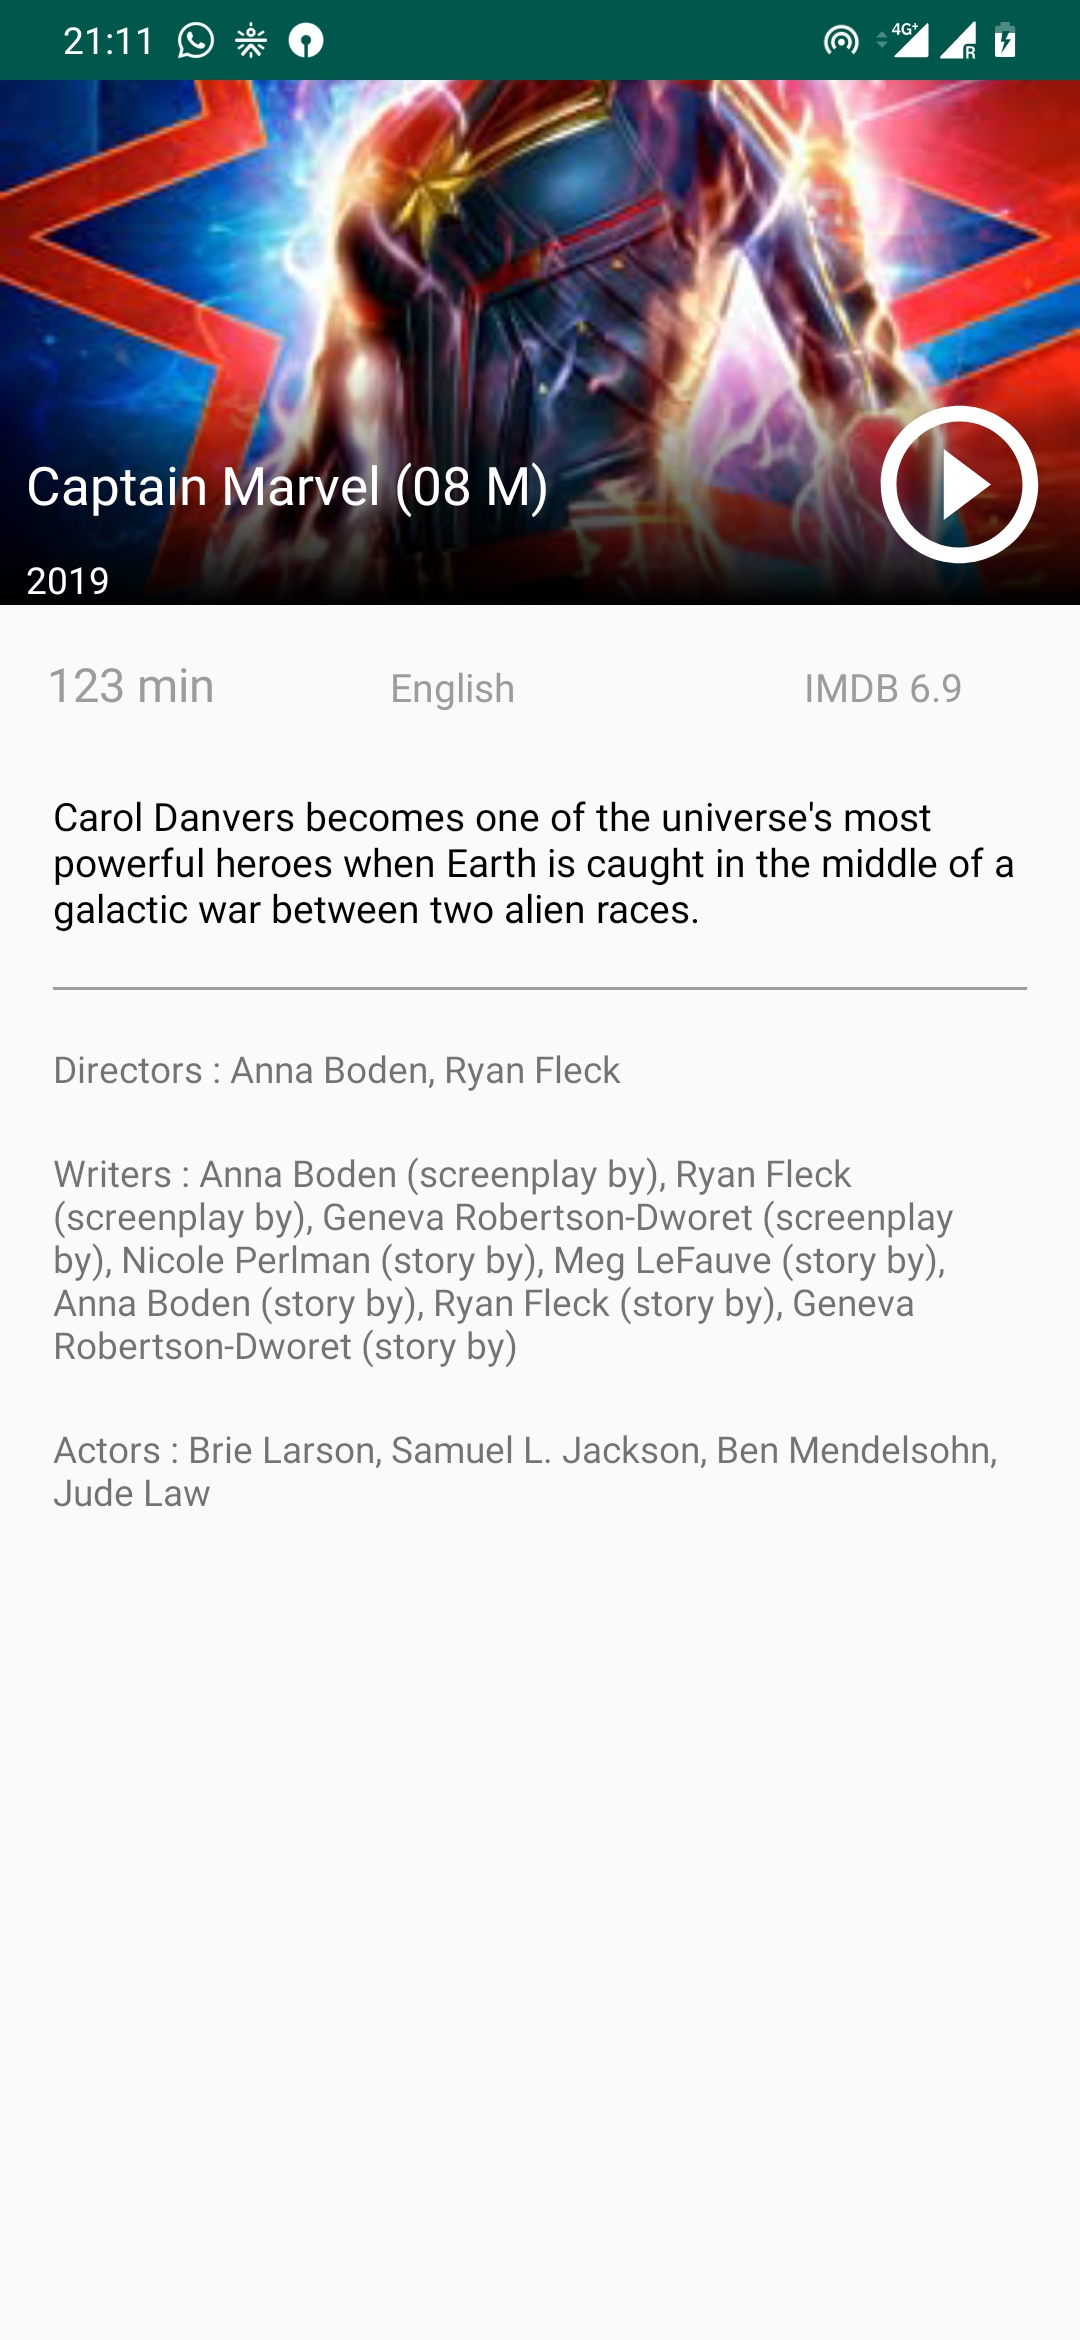 21:11
4G+
R
Captain Marvel (08 M)
2019
123 min English IMDB 6.9
Carol Danvers becomes one of the universe's most
powerful heroes when Earth is caught in the middle of a
galactic war between two alien races.
Directors : Anna Boden, Ryan Fleck
Writers : Anna Boden (screenplay by), Ryan Fleck
(screenplay by), Geneva Robertson-Dworet (screenplay
by), Nicole Perlman (story by), Meg LeFauve (story by),
Anna Boden (story by), Ryan Fleck (story by), Geneva
Robertson-Dworet (story by)
Actors : Brie Larson, Samuel L. Jackson, Ben Mendelsohn,
Jude Law